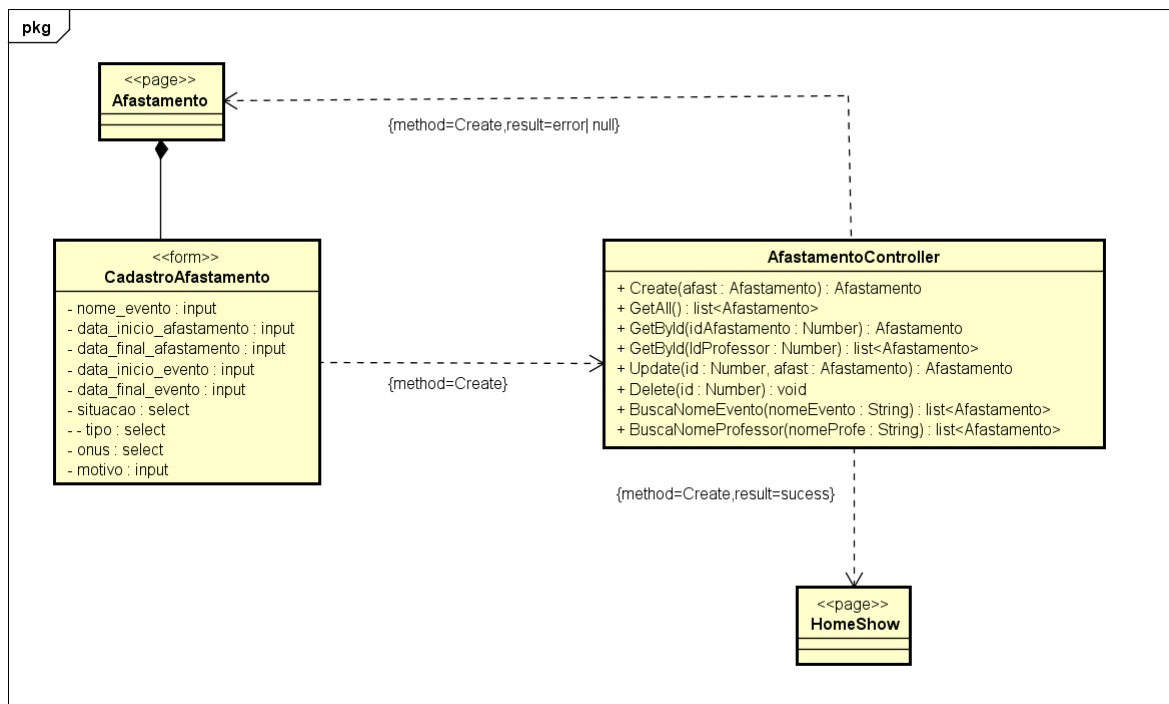 pkg
<<page>>
Afastamento
{method=Create,result=error| null}
<<form>>
CadastroAfastamento
- nome_evento : input
- data_inicio_afastamento : input
- data_final_afastamento : input
- data_inicio_evento : input
- data_final_evento : input
- situacao : select
- - tipo : select
- onus : select
- motivo : input
{method=Create}
AfastamentoController
+ Create(afast : Afastamento) : Afastamento
+ GetAll() : list<Afastamento>
+ GetById(idAfastamento : Number) : Afastamento
+ GetById(IdProfessor : Number) : list<Afastamento>
+ Update(id : Number, afast : Afastamento) : Afastamento
+ Delete(id : Number) : void
+ BuscaNomeEvento(nomeEvento : String) : list<Afastamento>
+ BuscaNomeProfessor(nomeProfe : String) : list<Afastamento>
{method=Create,result=sucess}
<<page>>
HomeShow